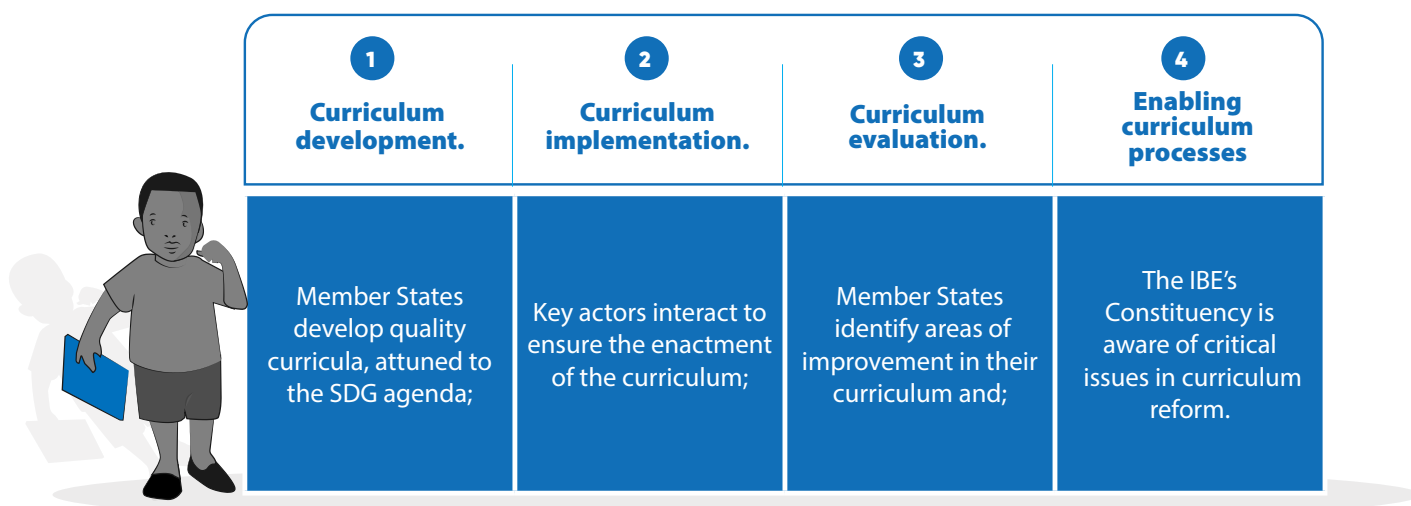 1
Curriculum
development.
2
Curriculum
implementation.
3
Curriculum
evaluation.
4
Enabling
curriculum
processes
Member States
develop quality
curricula, attuned to
the SDG agenda;
Key actors interact to
ensure the enactment
of the curriculum;
Member States
identify areas of
improvement in their
curriculum and;
The IBE’s
Constituency is
aware of critical
issues in curriculum
reform.